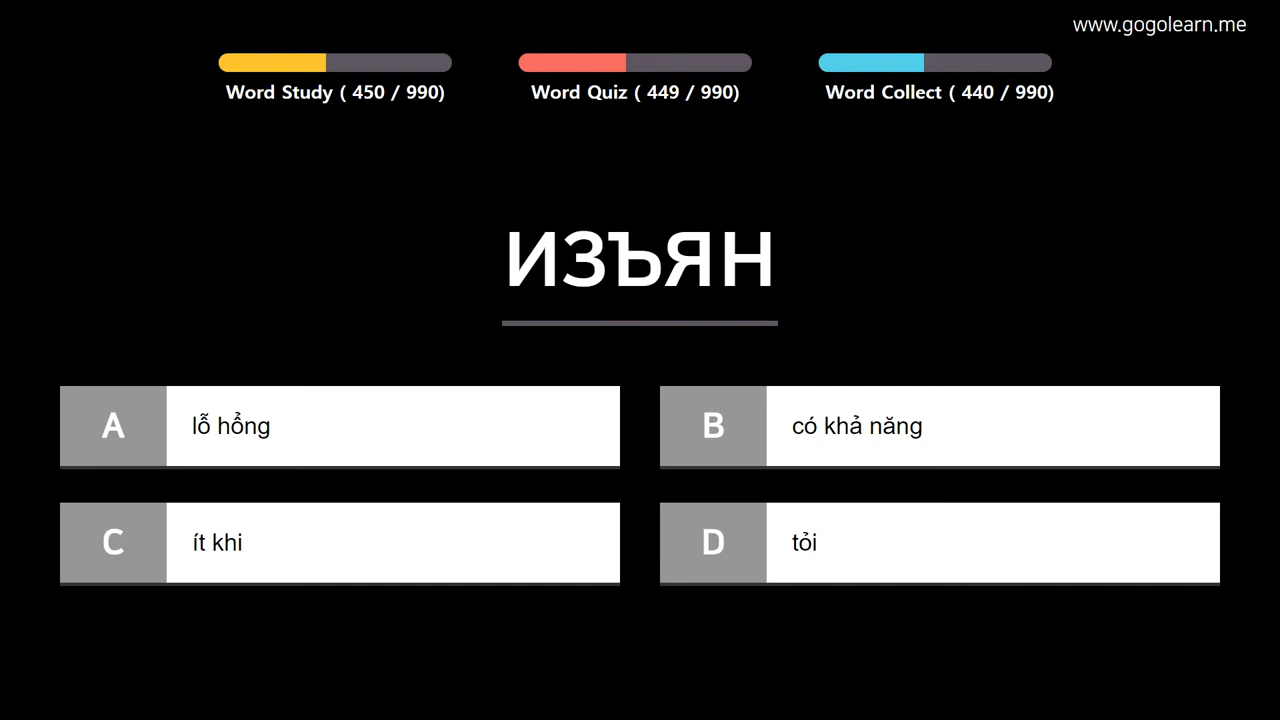 www.gogolearn.me
Word Study ( 450 / 990)
Word Quiz ( 449 / 990)
Word Collect ( 440 / 990)
ИЗЪЯН
A lỗ hổng
B có khả năng
C ít khi
D tỏi